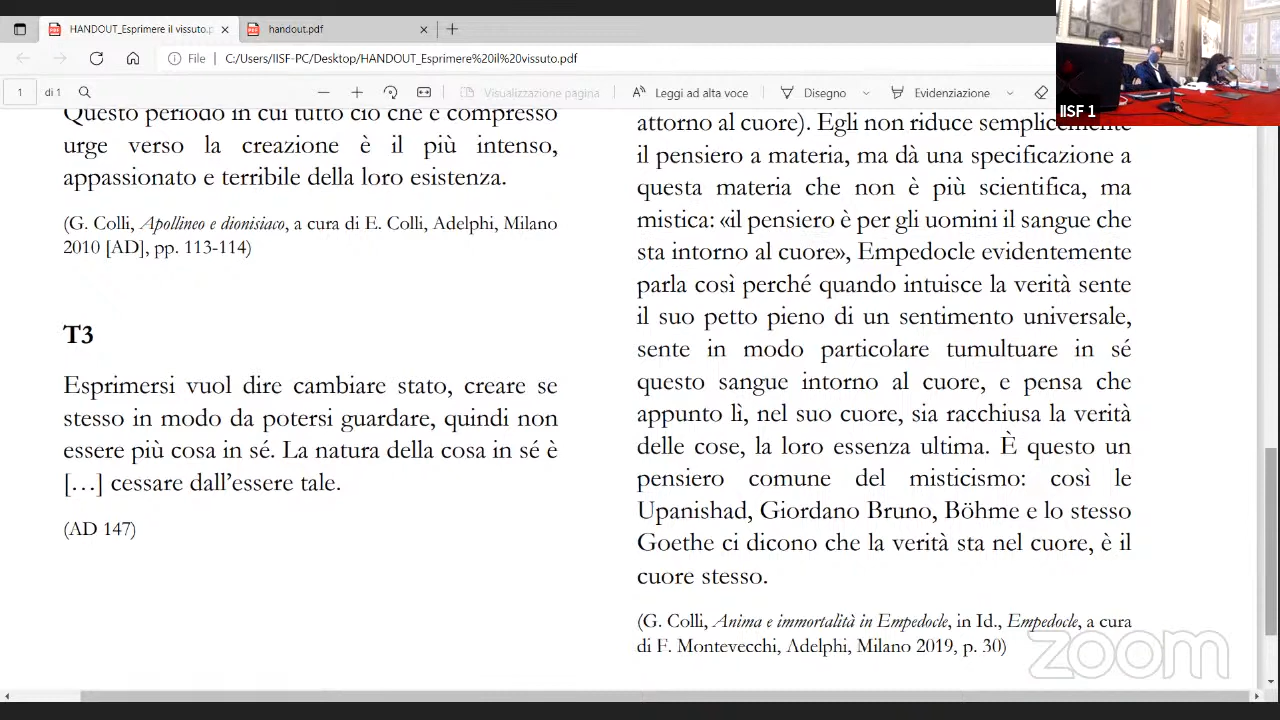 HANDOUT_Esprimere il vissuto.p
handout.pdf
File
C:/Users/IISF-PC/Desktop/HANDOUT_Esprimere%20il%20vissuto.pdf
1 di 1
Visualizzazione pagina
Leggi ad alta voce
Disegno
Evidenziazione
IISF 1
Questo periodo in cui tutto ciò che è compresso
urge verso la creazione è il più intenso,
appassionato e terribile della loro esistenza.
(G. Colli, Apollineo e dionisiaco, a cura di E. Colli, Adelphi, Milano
2010 [AD], pp. 113-114)
T3
Esprimersi vuol dire cambiare stato, creare se
stesso in modo da potersi guardare, quindi non
essere più cosa in sé. La natura della cosa in sé è
[…] cessare dall’essere tale.
(AD 147)
attorno al cuore). Egli non riduce semplicemente
il pensiero a materia, ma dà una specificazione a
questa materia che non è più scientifica, ma
mistica: «il pensiero è per gli uomini il sangue che
sta intorno al cuore», Empedocle evidentemente
parla così perché quando intuisce la verità sente
il suo petto pieno di un sentimento universale,
sente in modo particolare tumultuare in sé
questo sangue intorno al cuore, e pensa che
appunto lì, nel suo cuore, sia racchiusa la verità
delle cose, la loro essenza ultima. È questo un
pensiero comune del misticismo: così le
Upanishad, Giordano Bruno, Böhme e lo stesso
Goethe ci dicono che la verità sta nel cuore, è il
cuore stesso.
(G. Colli, Anima e immortalità in Empedocle, in Id., Empedocle, a cura
di F. Montevecchi, Adelphi, Milano 2019, p. 30)
zoom